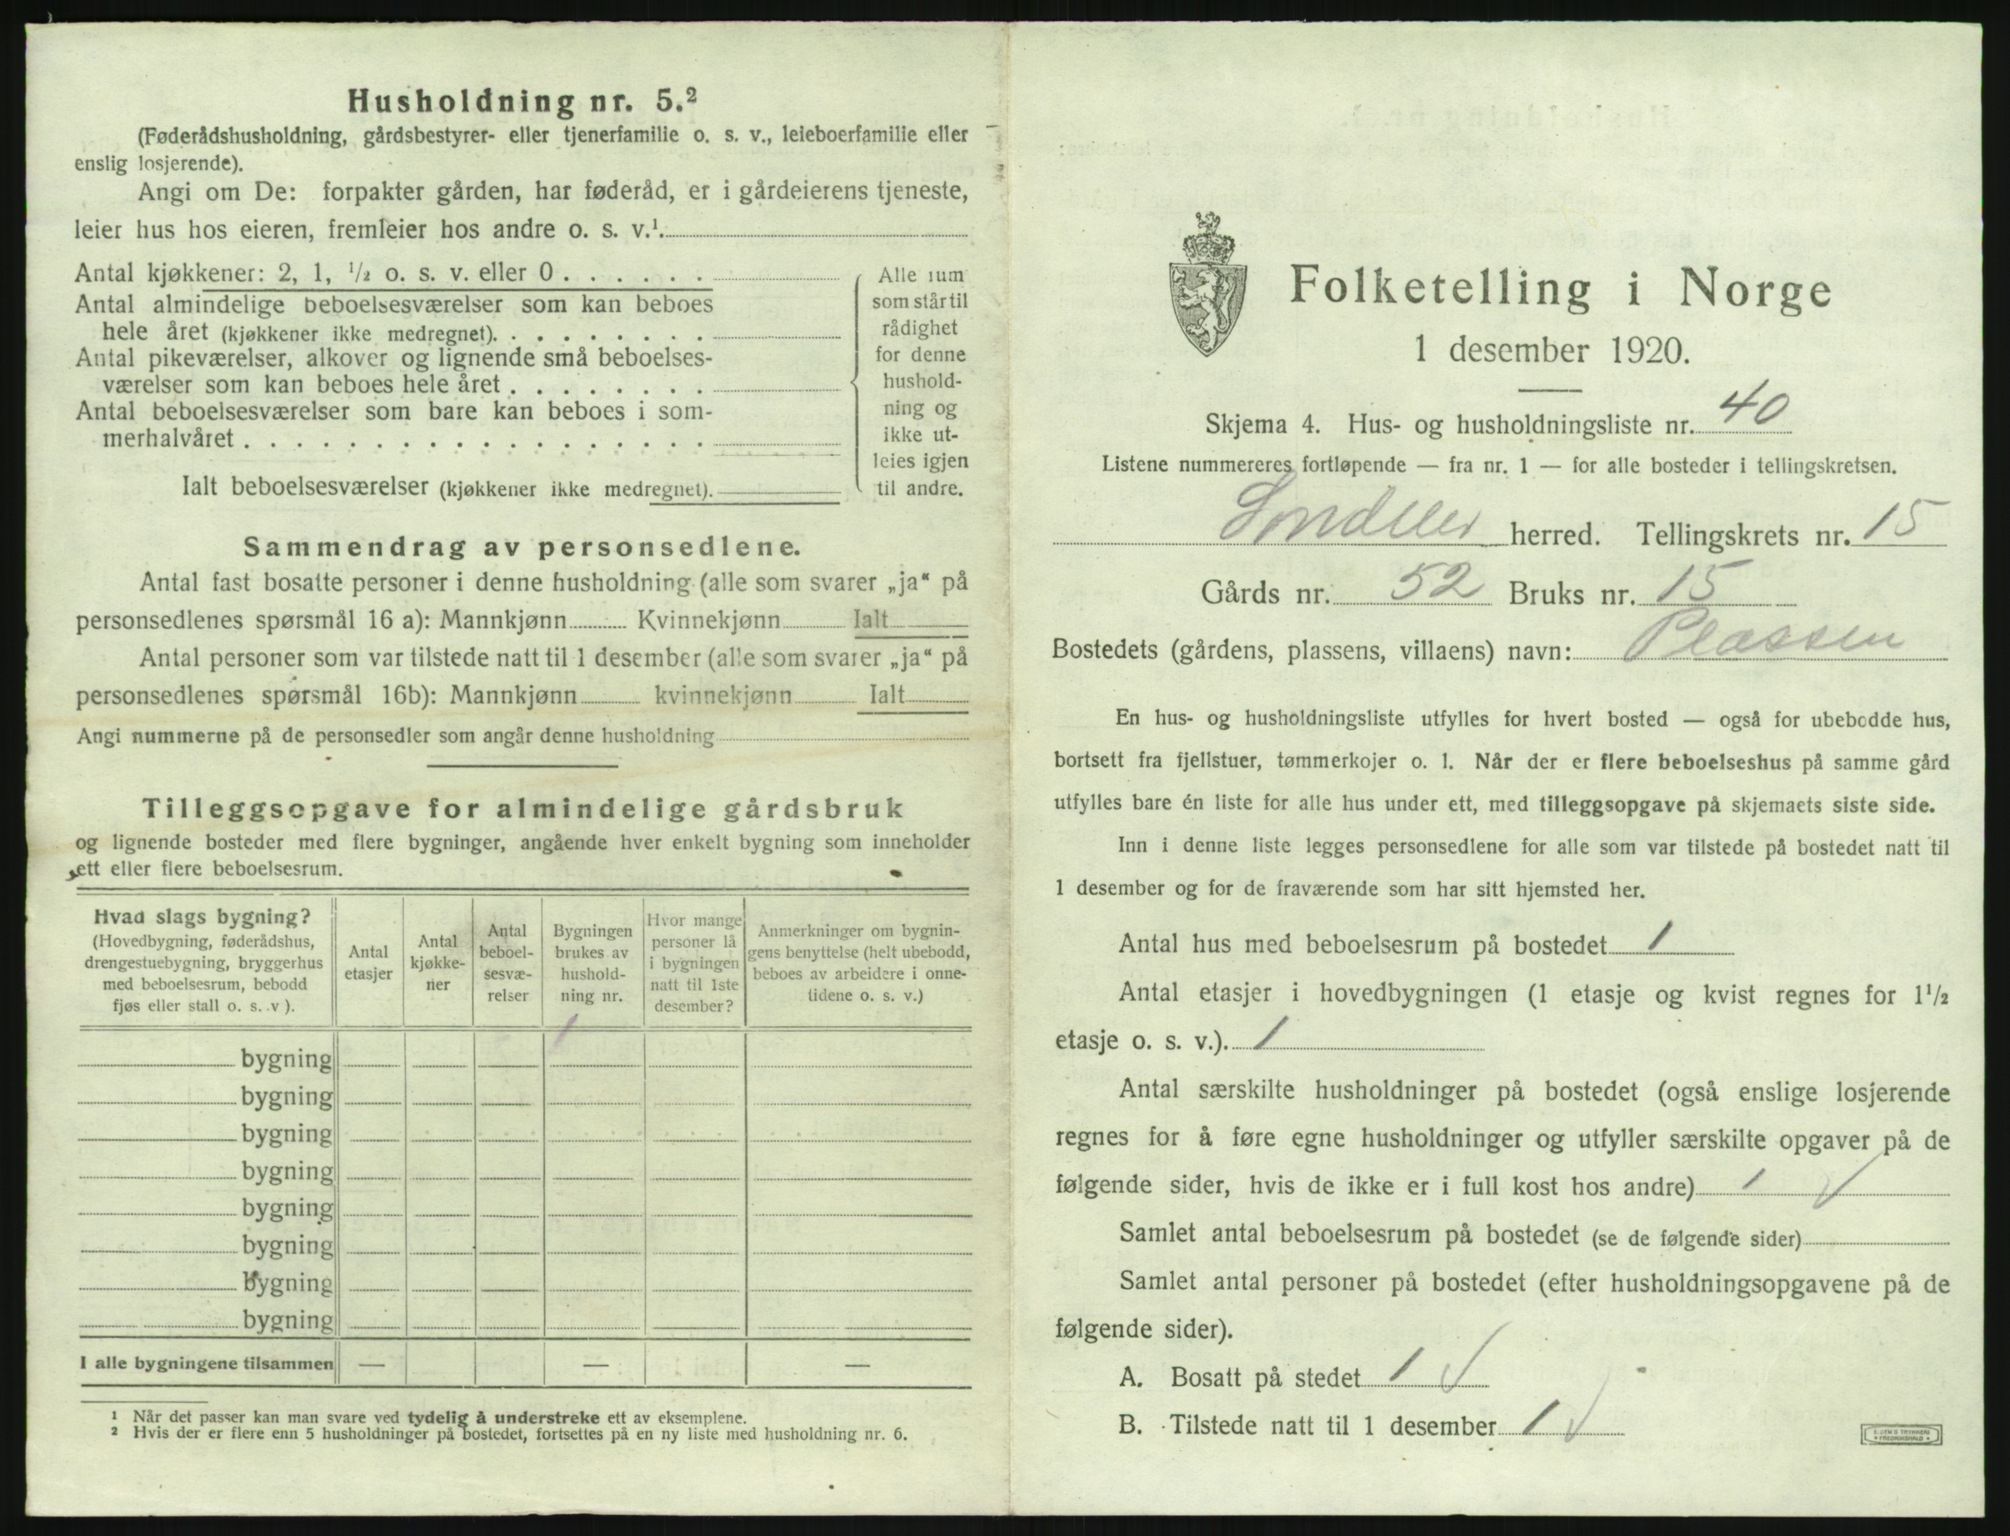 Husholdning nr. 5.²
(Føderådshusholdning, gårdsbestyrer- eller tjenerfamilie o. s. v., leieboerfamilie eller
enslig losjerende).
Angi om De: forpakter gården, har føderåd, er i gårdeierens tjeneste,
leier hus hos eieren, fremleier hos andre o. s. v.¹
Antal kjøkkener: 2, 1, ½ o. s. v. eller 0 . . . . . .
Antal almindelige beboelsesværelser som kan beboes
hele året (kjøkkener ikke medregnet). . . . . . . . .
Antal pikeværelser, alkover og lignende små beboelses-
værelser som kan beboes hele året . . . . . . . .
Antal beboelsesværelser som bare kan beboes i som-
merhalvåret . . . . . . . . . . . . . . . . . .
Ialt beboelsesværelser (kjøkkener ikke medregnet).
Alle rum
som står til
rådighet
for denne
hushold-
ning og
ikke ut-
leies igjen
til andre.
Sammendrag av personsedlene.
Antal fast bosatte personer i denne husholdning (alle som svarer „ja“ på
personsedlenes spørsmål 16 a): Mannkjønn Kvinnekjønn Ialt
Antal personer som var tilstede natt til 1 desember (alle som svarer „ja“ på
personsedlenes spørsmål 16b): Mannkjønn kvinnekjønn Ialt
Angi nummerne på de personsedler som angår denne husholdning
Tilleggsopgave for almindelige gårdsbruk
og lignende bosteder med flere bygninger, angående hver enkelt bygning som inneholder
ett eller flere beboelsesrum.
Hvad slags bygning?
(Hovedbygning, føderådshus,
drengestuebygning, bryggerhus
med beboelsesrum, bebodd
fjøs eller stall o. s. v ).
Antal
etasjer
Antal
kjøkke-
ner
Antal
beboel-
sesvæ-
relser
Bygningen
brukes av
hushold-
ning nr.
Hvor mange
personer lå
i bygningen
natt til 1ste
desember?
Anmerkninger om bygnin-
gens benyttelse (helt ubebodd,
beboes av arbeidere i onne-
tidene o. s. v.)
1
bygning
bygning
bygning
bygning
bygning
bygning
bygning
bygning
I alle bygningene tilsammen — — —
¹ Når det passer kan man svare ved tydelig å understreke ett av eksemplene.
² Hvis der er flere enn 5 husholdninger på bostedet, fortsettes på en ny liste med husholdning nr. 6.
Folketelling i Norge
1 desember 1920.
Skjema 4. Hus- og husholdningsliste nr. 40
Listene nummereres fortløpende — fra nr. 1 — for alle bosteder i tellingskretsen.
herred. Tellingskrets nr. 15
Gårds nr. 52 Bruks nr. 15
Bostedets (gårdens, plassens, villaens) navn: Plassen
En hus- og husholdningsliste utfylles for hvert bosted — også for ubebodde hus,
bortsett fra fjellstuer, tømmerkojer o. l. Når der er flere beboelseshus på samme gård
utfylles bare én liste for alle hus under ett, med tilleggsopgave på skjemaets siste side.
Inn i denne liste legges personsedlene for alle som var tilstede på bostedet natt til
1 desember og for de fraværende som har sitt hjemsted her.
Antal hus med beboelsesrum på bostedet 1
Antal etasjer i hovedbygningen (1 etasje og kvist regnes for 1½
etasje o. s. v.). 1
Antal særskilte husholdninger på bostedet (også enslige losjerende
regnes for å føre egne husholdninger og utfyller særskilte opgaver på de
følgende sider, hvis de ikke er i full kost hos andre) 1 √
Samlet antal beboelsesrum på bostedet (se de følgende sider)
Samlet antal personer på bostedet (efter husholdningsopgavene på de
følgende sider).
A. Bosatt på stedet 1 √
B. Tilstede natt til 1 desember 1 √